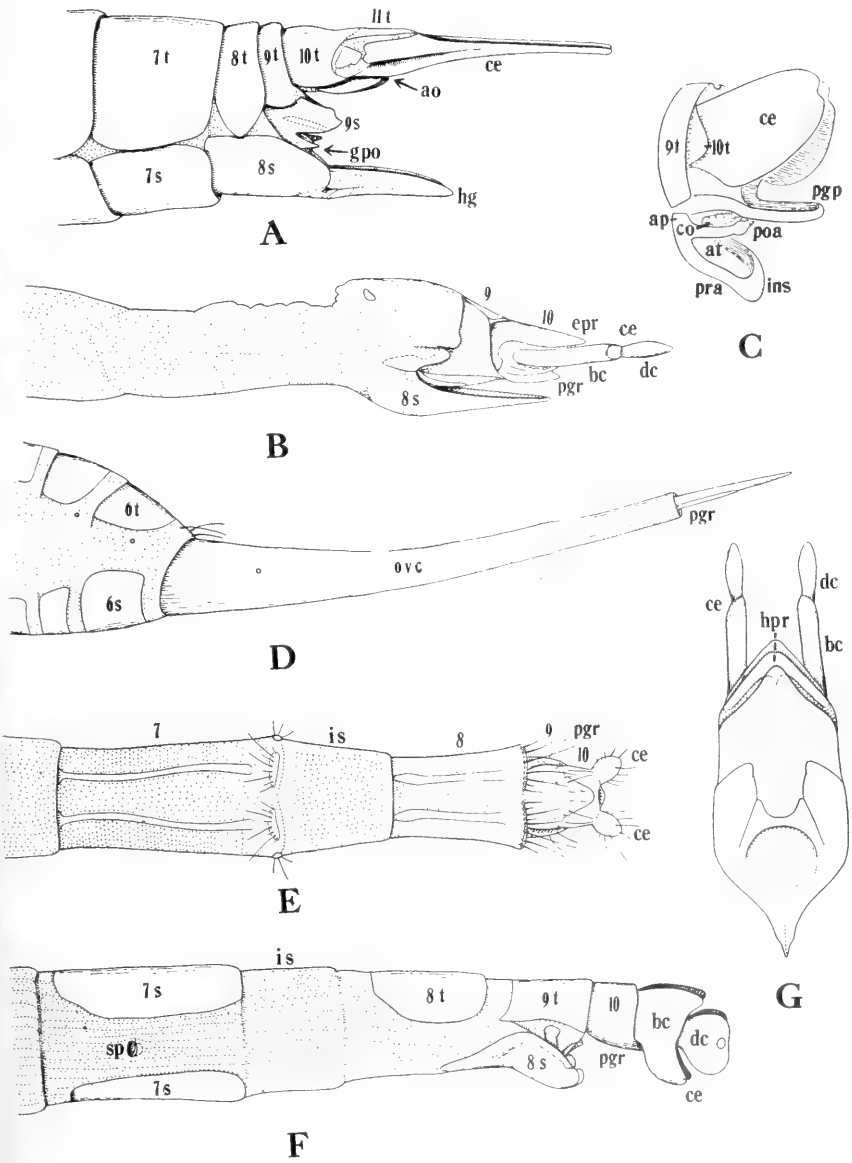 11t
7t 8t 9t 10t
ce
ao
9s
gpo
7s 8s
hg
A
ce
9t 10t
pgp
ap
co
poa
at
pra ins
C
9
10
epr
ce
pgr
bc
dc
8s
B
6t
pgr
ovc
6s
D
ce
dc
hpr
bc
G
7
is
8
9
pgr
10
ce
ce
E
is
7s
8t
9t
10
bc
dc
sp
pgr
8s
7s
ce
F